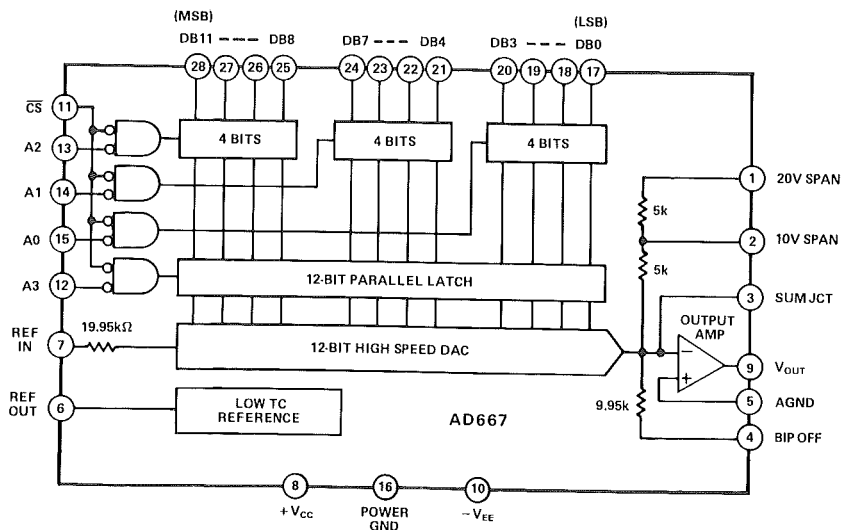 (MSB) (LSB)
DB11 DB8 DB7 DB4 DB3 DB0
28 27 26 25 24 23 22 21 20 19 18 17
CS 11
4 BITS 4 BITS 4 BITS
A2 13
A1 14
A0 15
A3 12
1 20V SPAN
5k
2 10V SPAN
5k
3 SUM JCT
12-BIT PARALLEL LATCH
REF IN 7 19.95kΩ
12-BIT HIGH SPEED DAC
OUTPUT AMP
− +
9 VOUT
5 AGND
9.95k
4 BIP OFF
REF OUT 6
LOW TC REFERENCE
AD667
8 16 10
+VCC POWER GND −VEE